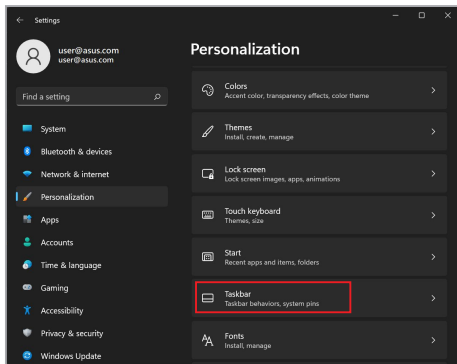 Settings
user@asus.com
user@asus.com
Find a setting
System
Bluetooth & devices
Network & internet
Personalization
Apps
Accounts
Time & language
Gaming
Accessibility
Privacy & security
Windows Update
Personalization
Colors
Accent color, transparency effects, color theme
Themes
Install, create, manage
Lock screen
Lock screen images, apps, animations
Touch keyboard
Themes, size
Start
Recent apps and items, folders
Taskbar
Taskbar behaviors, system pins
Fonts
Install, manage